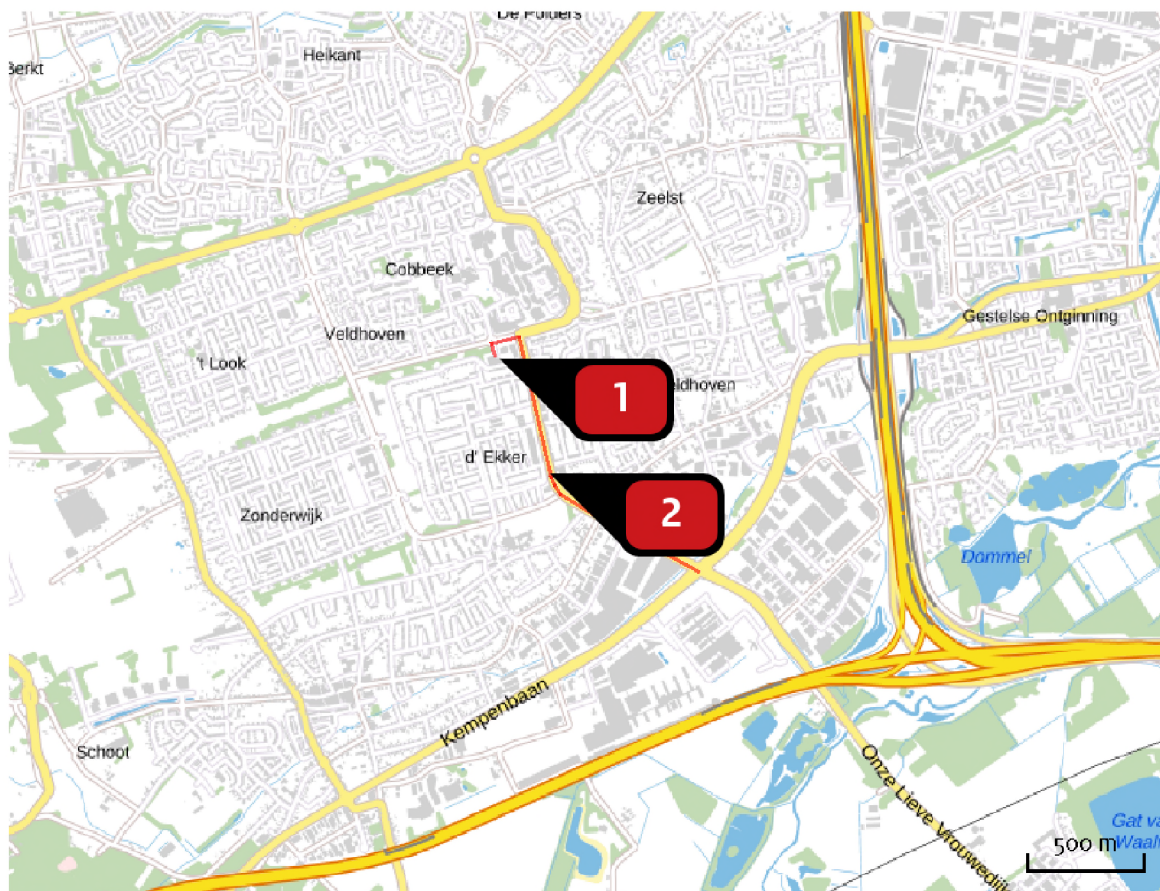 De Polders
Heikant
Berkt
Zeelst
Cobbeek
Gestelse Ontginning
Veldhoven
't Look
eldhoven
1
d' Ekker
2
Zonderwijk
Dommel
Kempenbaan
Schoot
Onze Lieve Vrouwedijk
Gat va
Waal
500 m